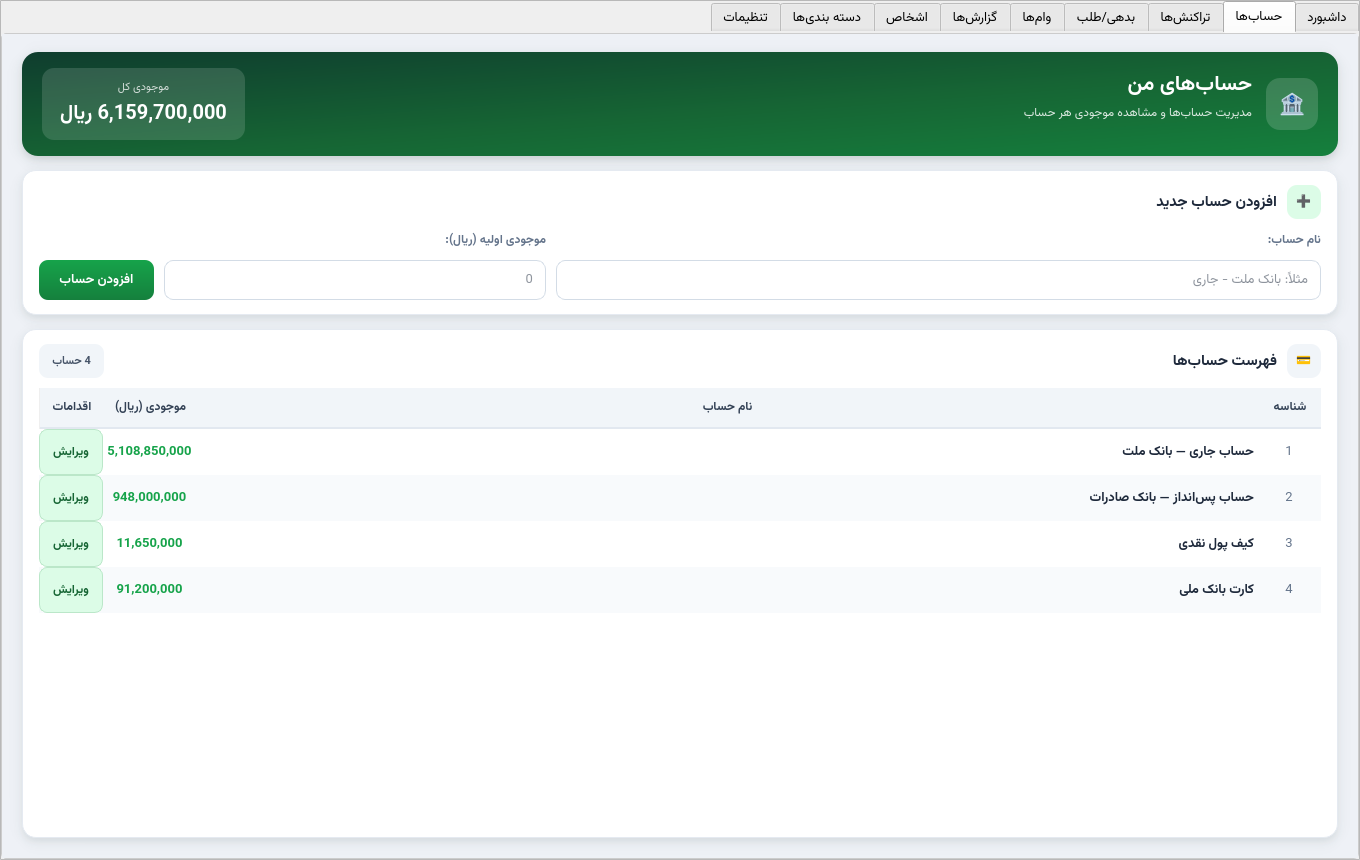 داشبورد حساب‌ها تراکنش‌ها بدهی/طلب وام‌ها گزارش‌ها اشخاص دسته بندی‌ها تنظیمات
حساب‌های من
مدیریت حساب‌ها و مشاهده موجودی هر حساب
موجودی کل
6,159,700,000 ریال
افزودن حساب جدید
نام حساب: موجودی اولیه (ریال):
مثلاً: بانک ملت - جاری 0 افزودن حساب
فهرست حساب‌ها 4 حساب
شناسه نام حساب موجودی (ریال) اقدامات
1 حساب جاری — بانک ملت 5,108,850,000 ویرایش
2 حساب پس‌انداز — بانک صادرات 948,000,000 ویرایش
3 کیف پول نقدی 11,650,000 ویرایش
4 کارت بانک ملی 91,200,000 ویرایش